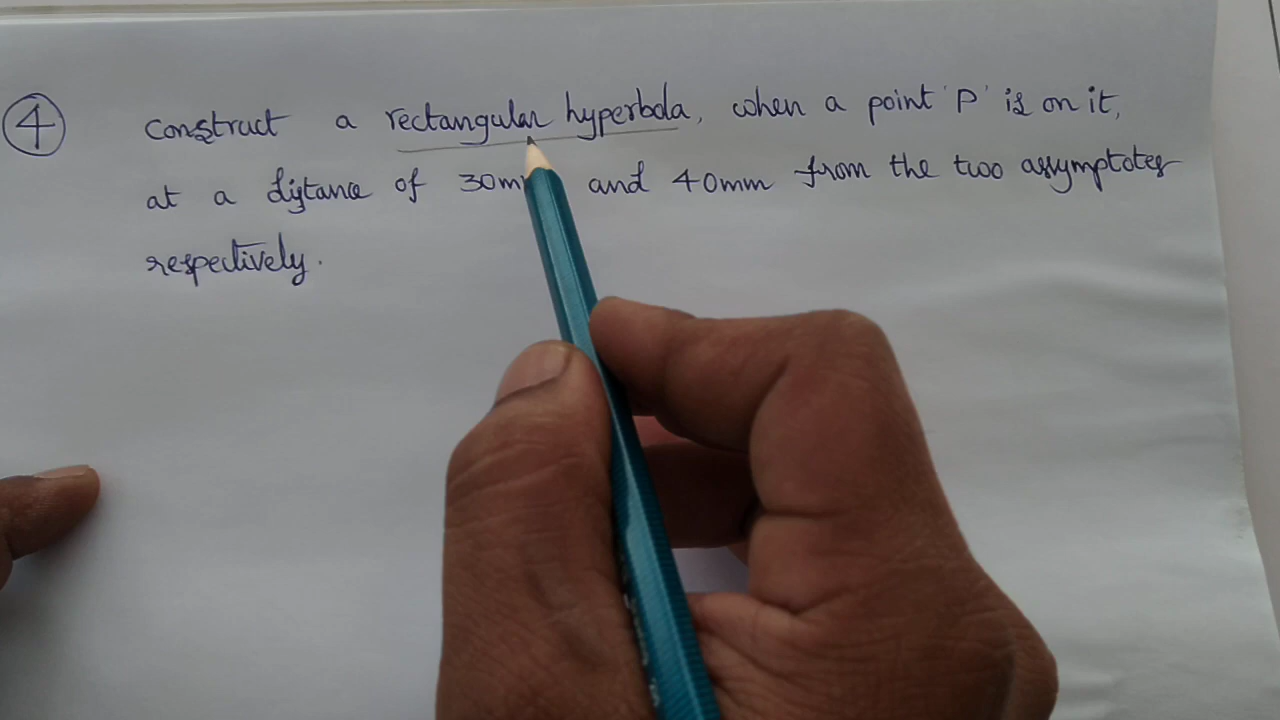 4 Construct a rectangular hyperbola, when a point 'P' is on it,
at a distance of 30m and 40mm from the two assymptotes
respectively.